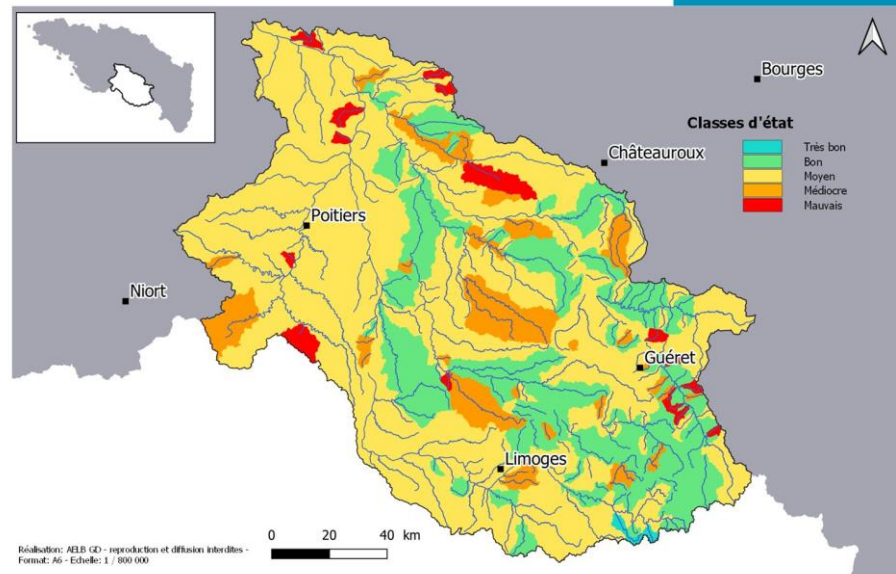 Bourges
Classes d'état
Très bon
Bon
Moyen
Médiocre
Mauvais
Châteauroux
Poitiers
Niort
Guéret
Limoges
0 20 40 km
Réalisation: AELB GD - reproduction et diffusion interdites -
Format: A6 - Echelle: 1 / 800 000